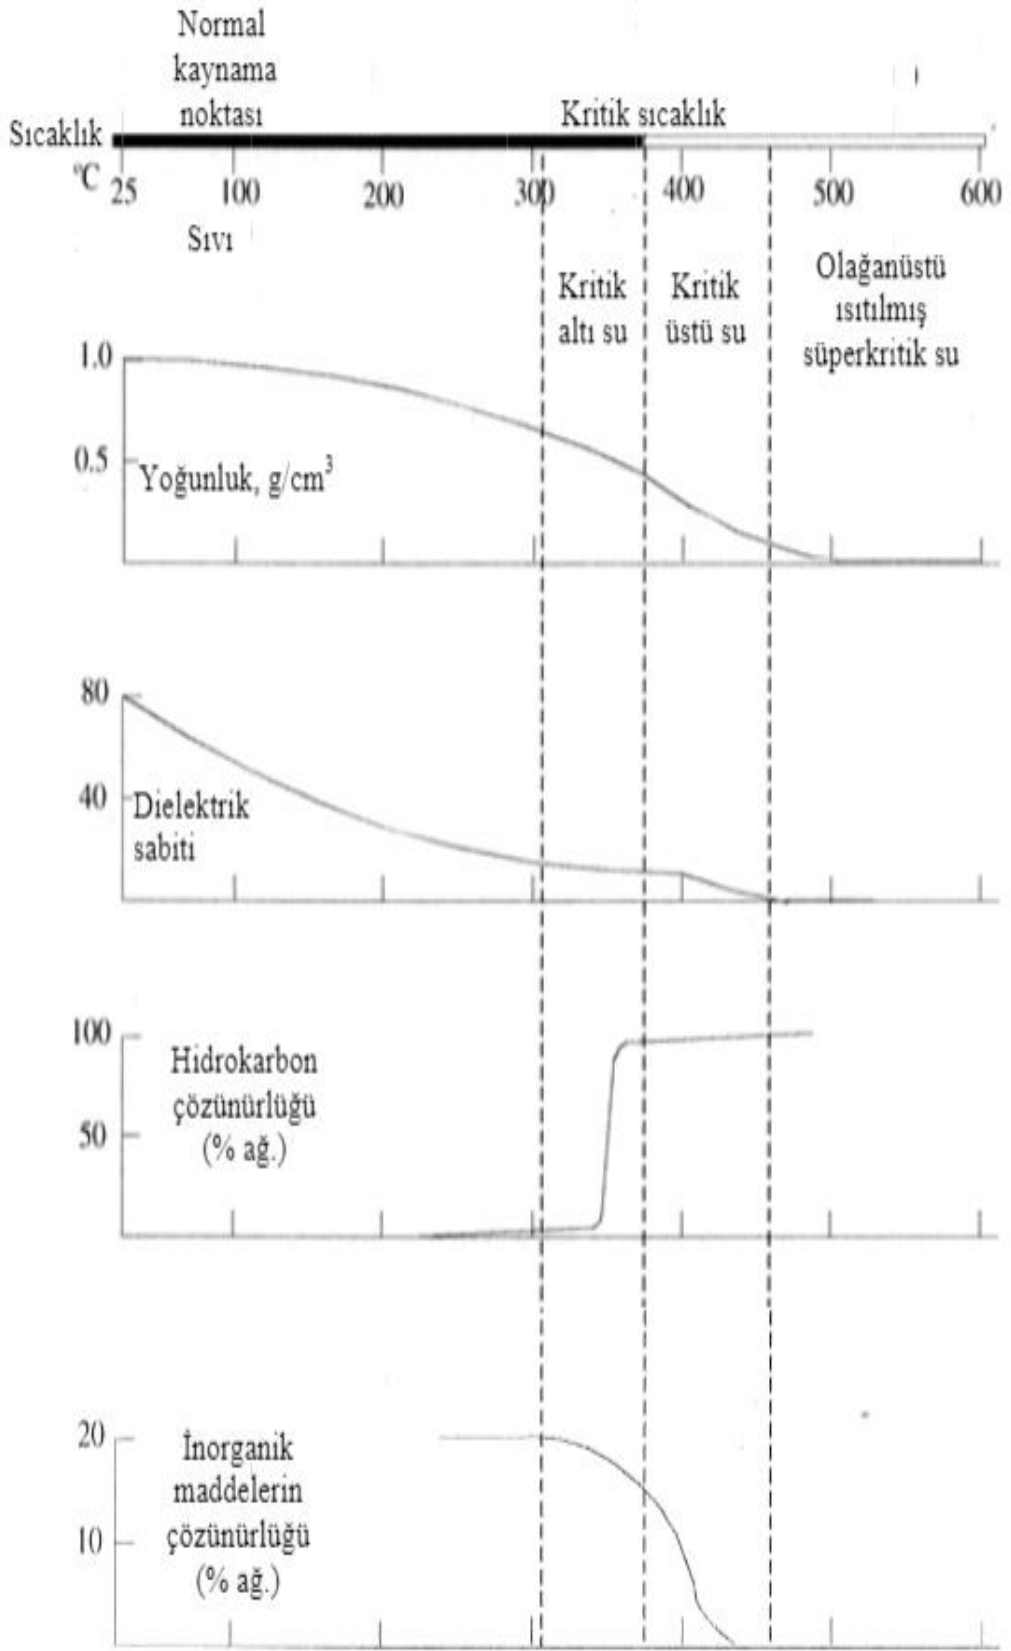 Normal
kaynama
noktası
Kritik sıcaklık
Sıcaklık
°C
25 100 200 300 400 500 600
Sıvı
Kritik
altı su
Kritik
üstü su
Olağanüstü
ısıtılmış
süperkritik su
1.0
0.5
Yoğunluk, g/cm³
80
40
Dielektrik
sabiti
100
50
Hidrokarbon
çözünürlüğü
(% ağ.)
20
10
İnorganik
maddelerin
çözünürlüğü
(% ağ.)